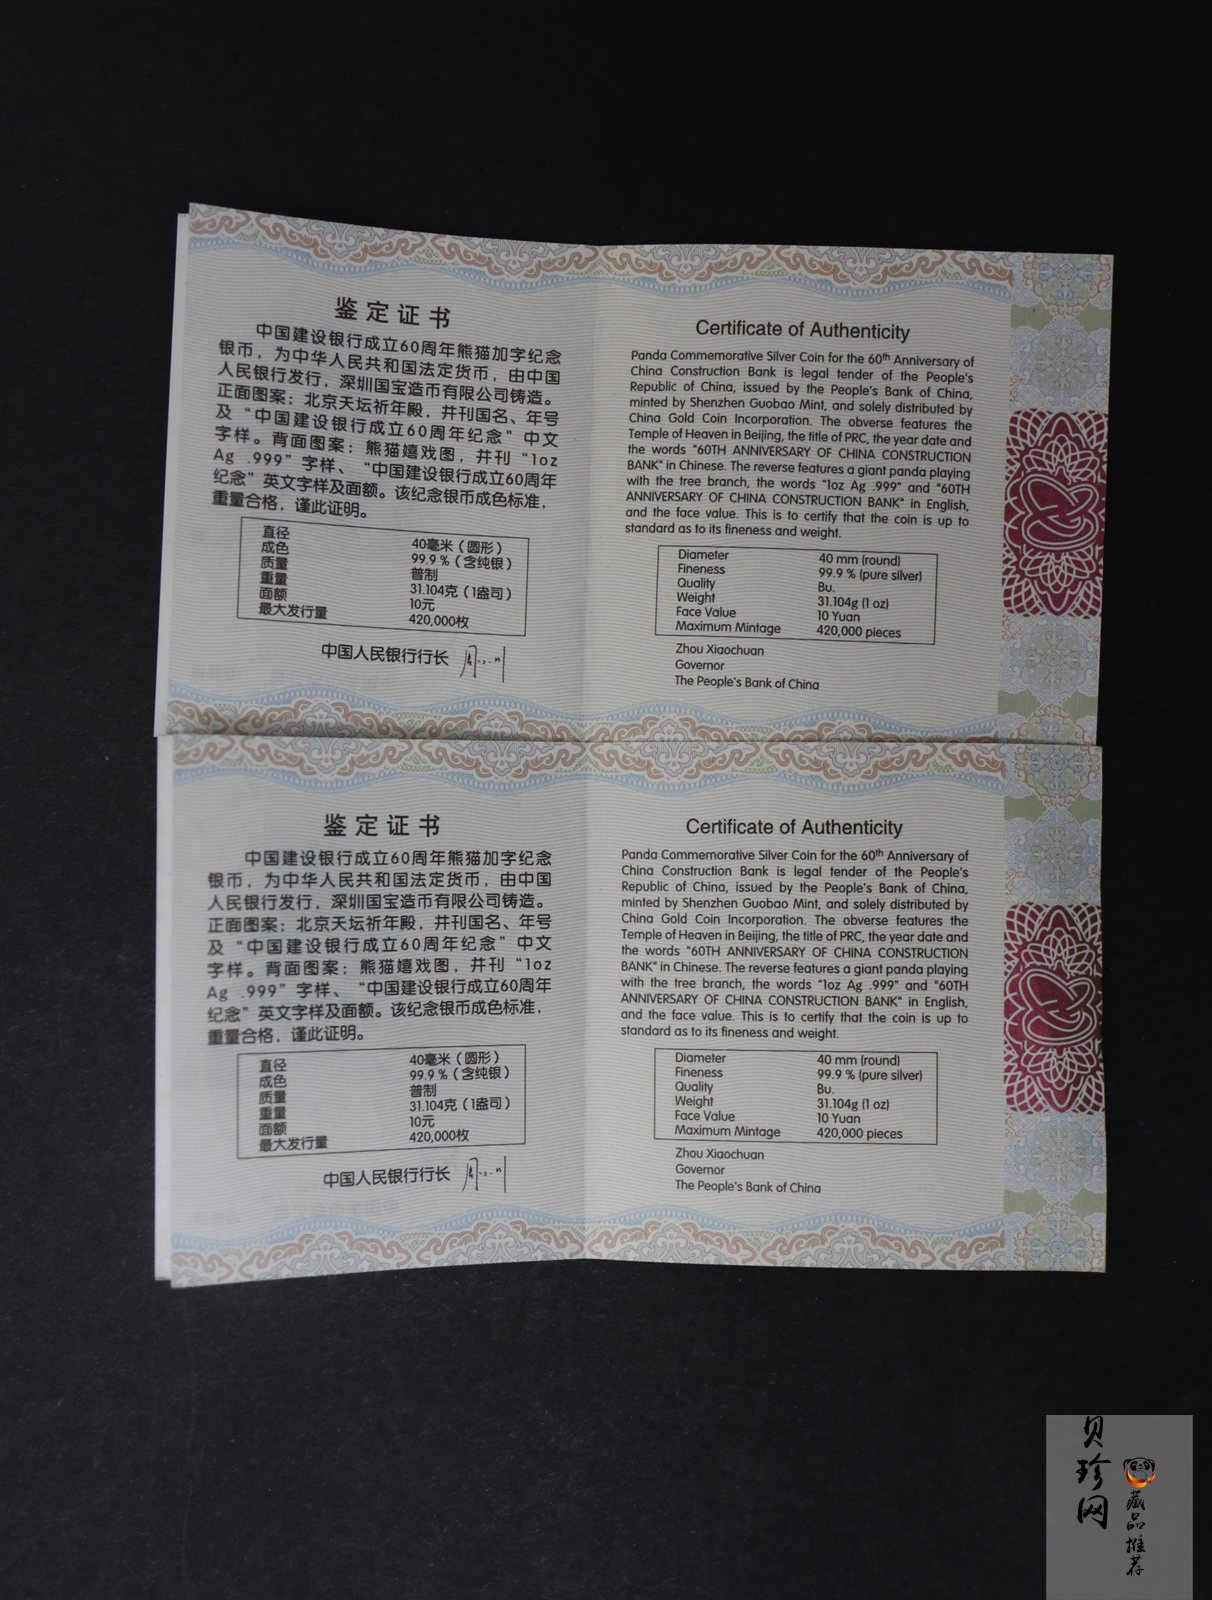 鉴定证书
中国建设银行成立60周年熊猫加字纪念
银币，为中华人民共和国法定货币，由中国
人民银行发行，深圳国宝造币有限公司铸造。
正面图案：北京天坛祈年殿，并刊国名、年号
及“中国建设银行成立60周年纪念”中文
字样。背面图案：熊猫嬉戏图，并刊“1oz
Ag .999”字样、“中国建设银行成立60周年
纪念”英文字样及面额。该纪念银币成色标准，
重量合格，谨此证明。
直径 40毫米（圆形）
成色 99.9％（含纯银）
质量 普制
重量 31.104克（1盎司）
面额 10元
最大发行量 420,000枚
中国人民银行行长
Certificate of Authenticity
Panda Commemorative Silver Coin for the 60th Anniversary of
China Construction Bank is legal tender of the People's
Republic of China, issued by the People's Bank of China,
minted by Shenzhen Guobao Mint, and solely distributed by
China Gold Coin Incorporation. The obverse features the
Temple of Heaven in Beijing, the title of PRC, the year date and
the words "60TH ANNIVERSARY OF CHINA CONSTRUCTION
BANK" in Chinese. The reverse features a giant panda playing
with the tree branch, the words "1oz Ag .999" and "60TH
ANNIVERSARY OF CHINA CONSTRUCTION BANK" in English,
and the face value. This is to certify that the coin is up to
standard as to its fineness and weight.
Diameter 40 mm (round)
Fineness 99.9 % (pure silver)
Quality Bu.
Weight 31.104g (1 oz)
Face Value 10 Yuan
Maximum Mintage 420,000 pieces
Zhou Xiaochuan
Governor
The People's Bank of China
鉴定证书
中国建设银行成立60周年熊猫加字纪念
银币，为中华人民共和国法定货币，由中国
人民银行发行，深圳国宝造币有限公司铸造。
正面图案：北京天坛祈年殿，并刊国名、年号
及“中国建设银行成立60周年纪念”中文
字样。背面图案：熊猫嬉戏图，并刊“1oz
Ag .999”字样、“中国建设银行成立60周年
纪念”英文字样及面额。该纪念银币成色标准，
重量合格，谨此证明。
直径 40毫米（圆形）
成色 99.9％（含纯银）
质量 普制
重量 31.104克（1盎司）
面额 10元
最大发行量 420,000枚
中国人民银行行长
Certificate of Authenticity
Panda Commemorative Silver Coin for the 60th Anniversary of
China Construction Bank is legal tender of the People's
Republic of China, issued by the People's Bank of China,
minted by Shenzhen Guobao Mint, and solely distributed by
China Gold Coin Incorporation. The obverse features the
Temple of Heaven in Beijing, the title of PRC, the year date and
the words "60TH ANNIVERSARY OF CHINA CONSTRUCTION
BANK" in Chinese. The reverse features a giant panda playing
with the tree branch, the words "1oz Ag .999" and "60TH
ANNIVERSARY OF CHINA CONSTRUCTION BANK" in English,
and the face value. This is to certify that the coin is up to
standard as to its fineness and weight.
Diameter 40 mm (round)
Fineness 99.9 % (pure silver)
Quality Bu.
Weight 31.104g (1 oz)
Face Value 10 Yuan
Maximum Mintage 420,000 pieces
Zhou Xiaochuan
Governor
The People's Bank of China
贝珍网
藏品推荐